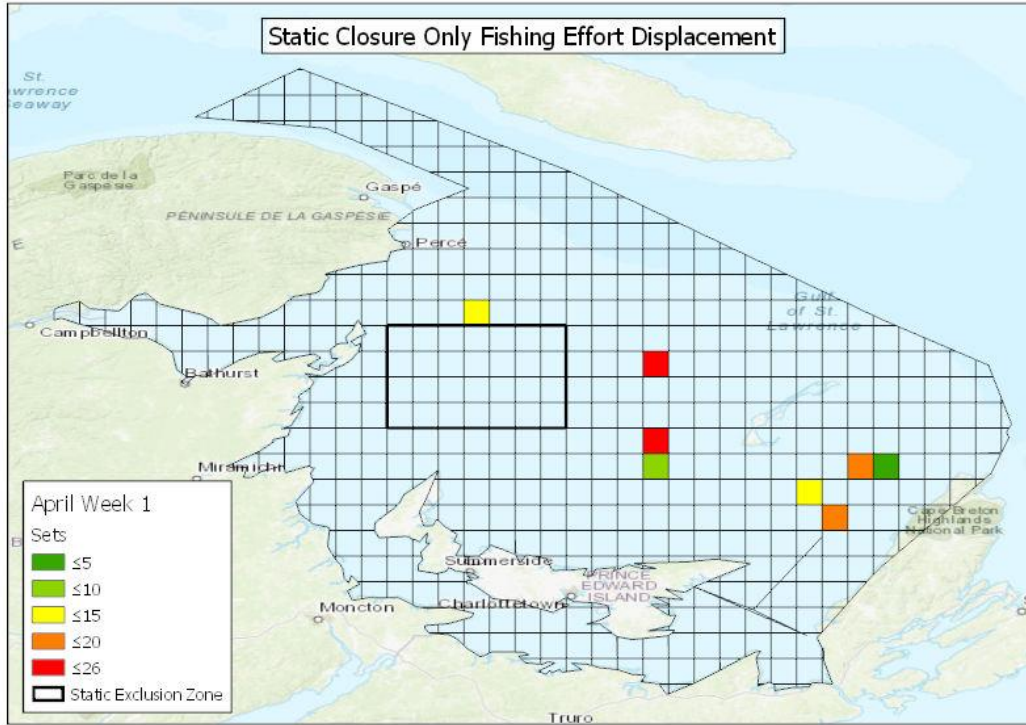 Static Closure Only Fishing Effort Displacement
St.
Lawrence
Seaway
Parc de la
Gaspésie
Gaspé
PÉNINSULE DE LA GASPÉSIE
Percé
Gulf
of St.
Lawrence
Campbellton
Bathurst
Miramichi
Cape Breton
Highlands
National Park
Summerside
PRINCE
EDWARD
ISLAND
Charlottetown
Moncton
Truro
April Week 1
Sets
≤5
≤10
≤15
≤20
≤26
Static Exclusion Zone